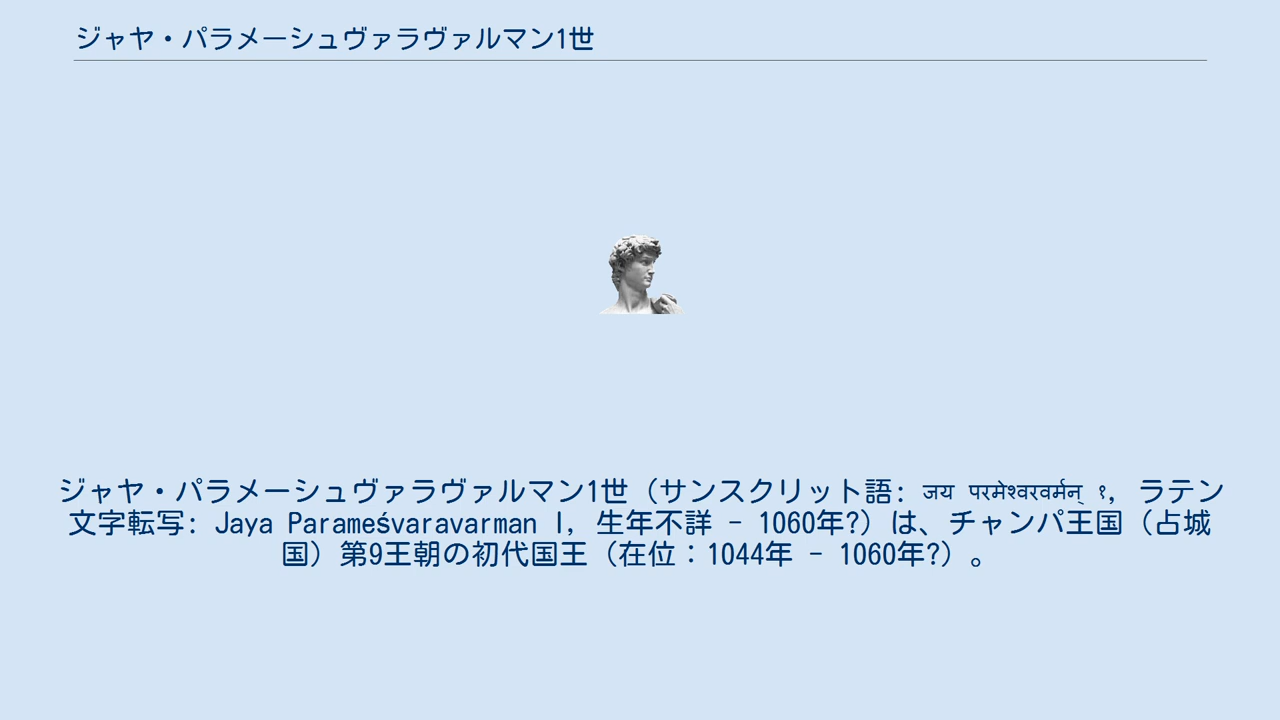 ジャヤ・パラメーシュヴァラヴァルマン1世
ジャヤ・パラメーシュヴァラヴァルマン1世（サンスクリット語: जय परमेश्वरवर्मन् १, ラテン
文字転写: Jaya Parameśvaravarman I, 生年不詳 - 1060年?）は、チャンパ王国（占城
国）第9王朝の初代国王（在位：1044年 - 1060年?）。